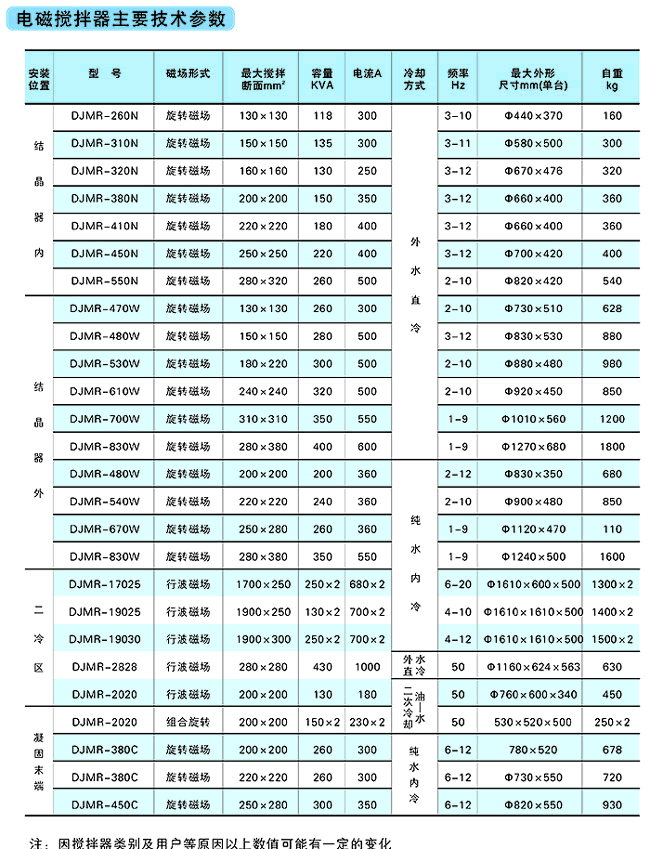 电磁搅拌器主要技术参数
安装位置 型 号 磁场形式 最大搅拌断面mm² 容量KVA 电流A 冷却方式 频率Hz 最大外形尺寸mm(单台) 自重kg
结晶器内 DJMR-260N 旋转磁场 130×130 118 300 外水直冷 3-10 Φ440×370 160
DJMR-310N 旋转磁场 150×150 135 300 3-11 Φ580×500 300
DJMR-320N 旋转磁场 160×160 130 250 3-12 Φ670×476 320
DJMR-380N 旋转磁场 200×200 150 350 3-12 Φ660×400 360
DJMR-410N 旋转磁场 220×220 180 400 3-12 Φ660×400 360
DJMR-450N 旋转磁场 250×250 220 400 3-12 Φ700×420 400
DJMR-550N 旋转磁场 280×320 260 500 2-10 Φ820×420 540
结晶器外 DJMR-470W 旋转磁场 130×130 260 300 2-10 Φ730×510 628
DJMR-480W 旋转磁场 150×150 280 500 3-12 Φ830×530 880
DJMR-530W 旋转磁场 180×220 300 500 2-10 Φ880×480 980
DJMR-610W 旋转磁场 240×240 320 500 2-10 Φ920×450 850
DJMR-700W 旋转磁场 310×310 350 550 1-9 Φ1010×560 1200
DJMR-830W 旋转磁场 280×380 400 600 1-9 Φ1270×680 1800
DJMR-480W 旋转磁场 200×200 200 360 纯水内冷 2-12 Φ830×350 680
DJMR-540W 旋转磁场 220×220 240 360 2-10 Φ900×480 850
DJMR-670W 旋转磁场 250×280 260 360 1-9 Φ1120×470 110
DJMR-830W 旋转磁场 280×380 350 550 1-9 Φ1240×500 1600
二冷区 DJMR-17025 行波磁场 1700×250 250×2 680×2 6-20 Φ1610×600×500 1300×2
DJMR-19025 行波磁场 1900×250 130×2 700×2 4-10 Φ1610×1610×500 1400×2
DJMR-19030 行波磁场 1900×300 250×2 700×2 4-12 Φ1610×1610×500 1500×2
DJMR-2828 行波磁场 280×280 430 1000 外水直冷 50 Φ1160×624×563 630
DJMR-2020 行波磁场 200×200 130 180 油—水二次冷却 50 Φ760×600×340 450
凝固末端 DJMR-2020 组合旋转 200×200 150×2 230×2 50 530×520×500 250×2
DJMR-380C 旋转磁场 200×200 260 300 纯水内冷 6-12 780×520 678
DJMR-380C 旋转磁场 220×220 260 300 6-12 Φ730×550 720
DJMR-450C 旋转磁场 250×280 300 350 6-12 Φ820×550 930
注：因搅拌器类别及用户等原因以上数值可能有一定的变化